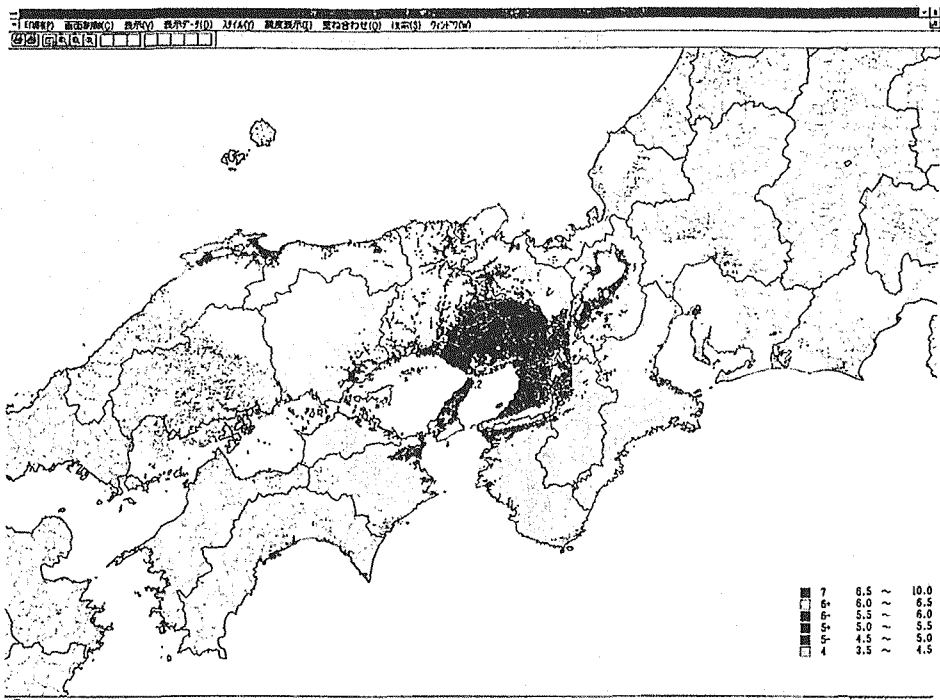 印刷(P) 画面制御(C) 表示(V) 表示データ(D) スタイル(Y) 震度表示(I) 重ね合わせ(O) 検索(S) ウィンドウ(W)
7 6.5 ～ 10.0
6+ 6.0 ～ 6.5
6- 5.5 ～ 6.0
5+ 5.0 ～ 5.5
5- 4.5 ～ 5.0
4 3.5 ～ 4.5